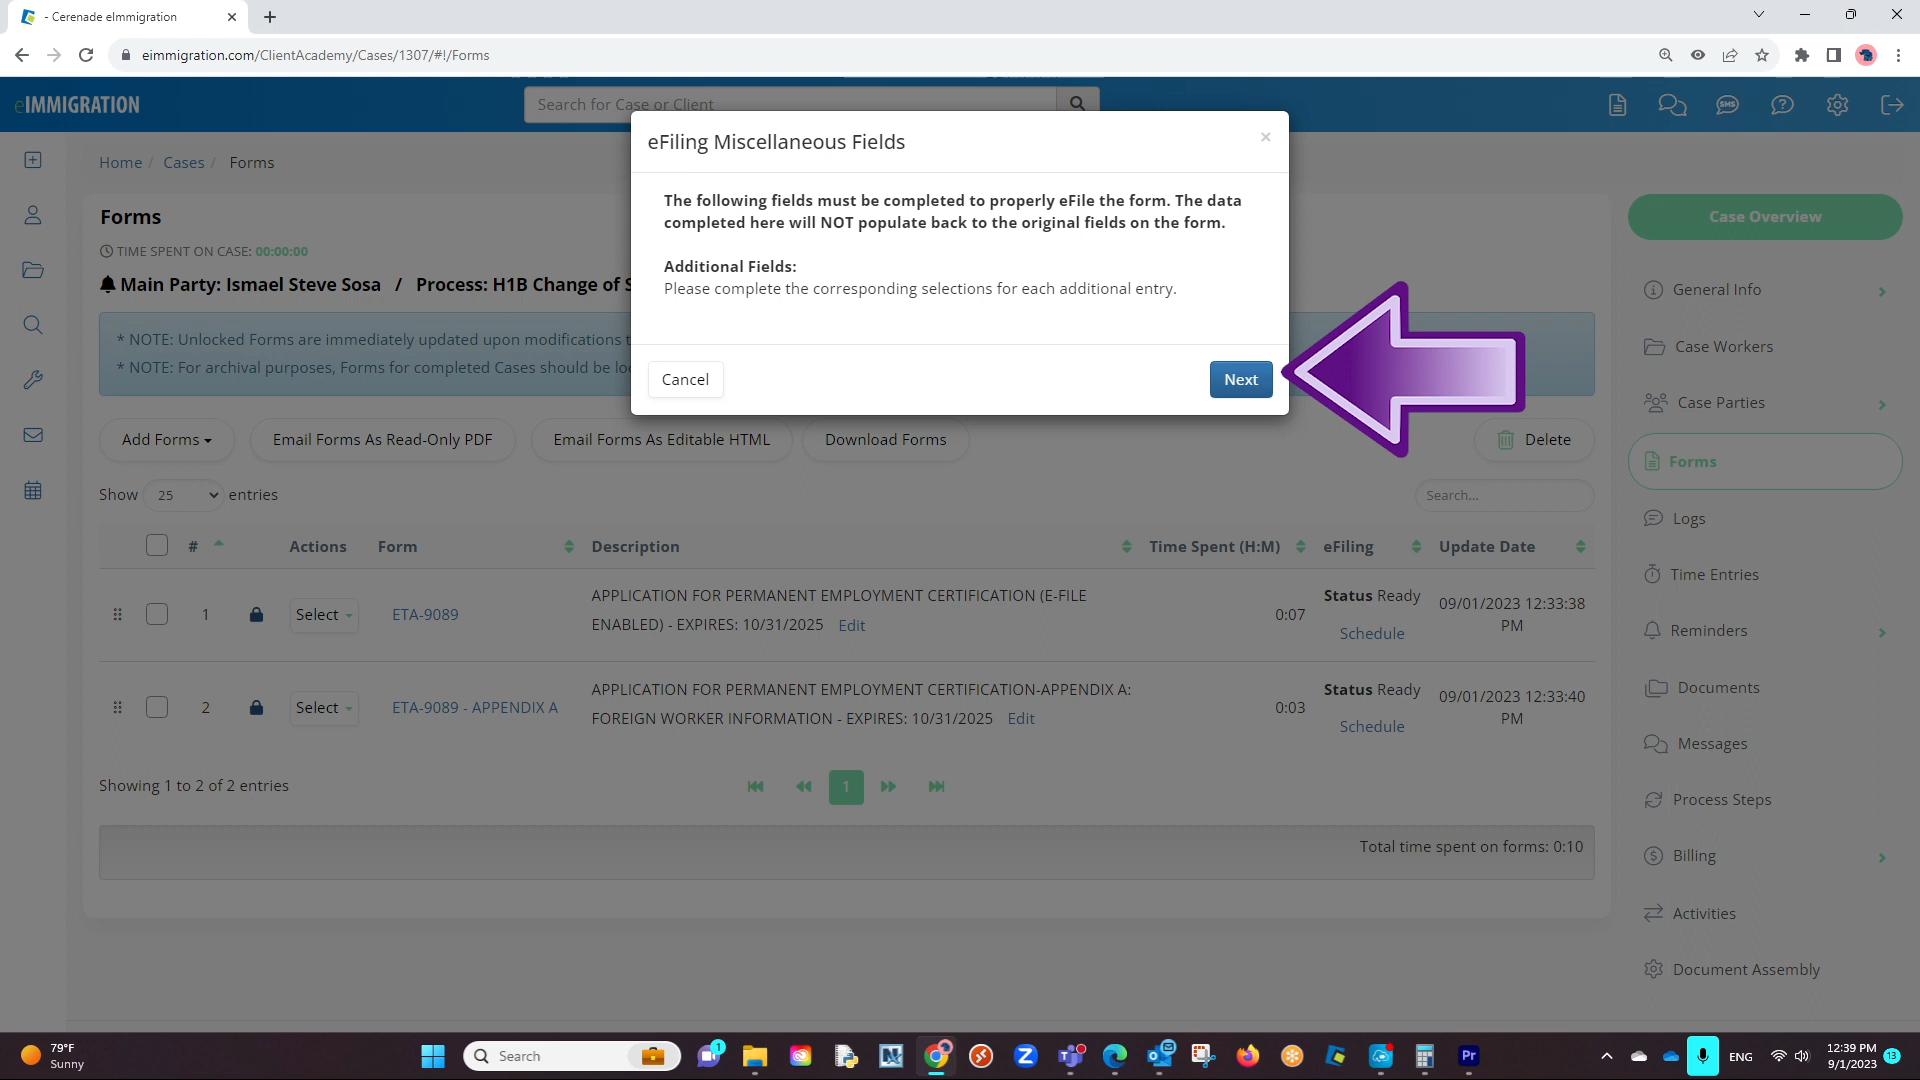 - Cerenade eImmigration
eimmigration.com/ClientAcademy/Cases/1307/#!/Forms
eIMMIGRATION
Search for Case or Client
SMS
Home / Cases / Forms
Forms
TIME SPENT ON CASE: 00:00:00
Main Party: Ismael Steve Sosa / Process: H1B Change of S
* NOTE: Unlocked Forms are immediately updated upon modifications t
* NOTE: For archival purposes, Forms for completed Cases should be lo
eFiling Miscellaneous Fields
The following fields must be completed to properly eFile the form. The data
completed here will NOT populate back to the original fields on the form.
Additional Fields:
Please complete the corresponding selections for each additional entry.
Cancel
Next
Add Forms
Email Forms As Read-Only PDF
Email Forms As Editable HTML
Download Forms
Delete
Show 25 entries
Search...
# Actions Form Description Time Spent (H:M) eFiling Update Date
1 Select ETA-9089
APPLICATION FOR PERMANENT EMPLOYMENT CERTIFICATION (E-FILE
ENABLED) - EXPIRES: 10/31/2025 Edit
0:07
Status Ready
Schedule
09/01/2023 12:33:38
PM
2 Select ETA-9089 - APPENDIX A
APPLICATION FOR PERMANENT EMPLOYMENT CERTIFICATION-APPENDIX A:
FOREIGN WORKER INFORMATION - EXPIRES: 10/31/2025 Edit
0:03
Status Ready
Schedule
09/01/2023 12:33:40
PM
Showing 1 to 2 of 2 entries
1
Total time spent on forms: 0:10
Case Overview
General Info
Case Workers
Case Parties
Forms
Logs
Time Entries
Reminders
Documents
Messages
Process Steps
Billing
Activities
Document Assembly
79°F
Sunny
Search
1
Pr
ENG
12:39 PM
9/1/2023
13